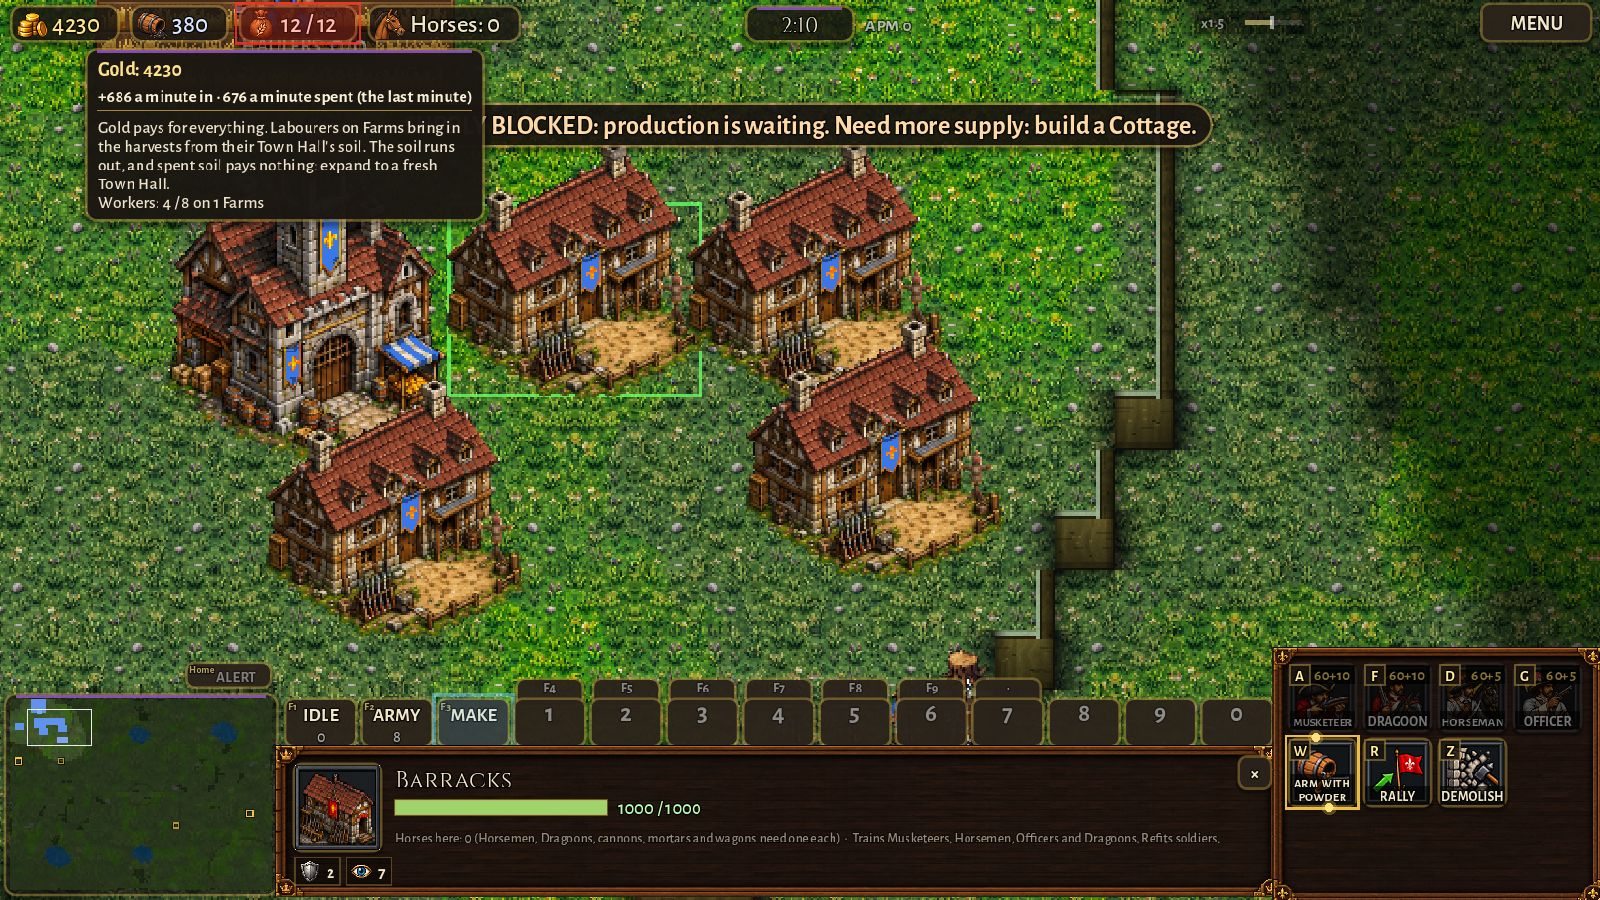 4230
380
12 / 12
Horses: 0
2:10
APM 0
x1.5
MENU
Gold: 4230
+686 a minute in · 676 a minute spent (the last minute)
Gold pays for everything. Labourers on Farms bring in
the harvests from their Town Hall's soil. The soil runs
out, and spent soil pays nothing: expand to a fresh
Town Hall.
Workers: 4 / 8 on 1 Farms
BLOCKED: production is waiting. Need more supply: build a Cottage.
Home
ALERT
F1
IDLE
0
F2
ARMY
8
F3
MAKE
F4
1
F5
2
F6
3
F7
4
F8
5
F9
6
7
8
9
0
Barracks
1000 / 1000
Horses here: 0 (Horsemen, Dragoons, cannons, mortars and wagons need one each) · Trains Musketeers, Horsemen, Officers and Dragoons, Refits soldiers.
2
7
×
A
60+10
MUSKETEER
F
60+10
DRAGOON
D
60+5
HORSEMAN
G
60+5
OFFICER
W
ARM WITH
POWDER
R
RALLY
Z
DEMOLISH